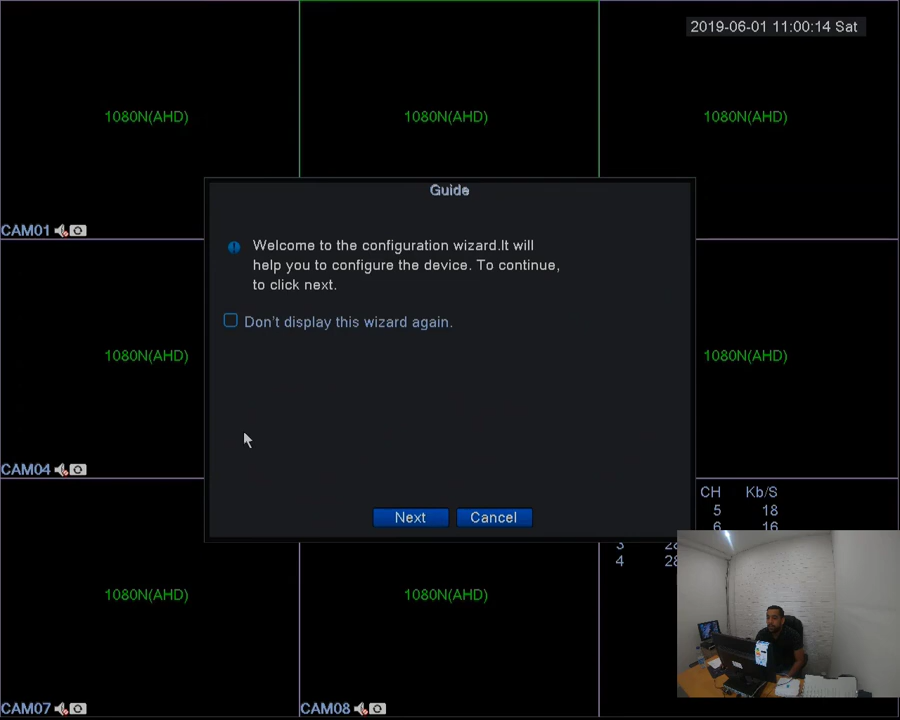 2019-06-01 11:00:14 Sat
1080N(AHD)
1080N(AHD)
1080N(AHD)
CAM01
Guide
Welcome to the configuration wizard.It will
help you to configure the device. To continue,
to click next.
Don't display this wizard again.
Next
Cancel
1080N(AHD)
1080N(AHD)
CAM04
CH Kb/S
5 18
6 16
3
4
1080N(AHD)
1080N(AHD)
CAM07
CAM08